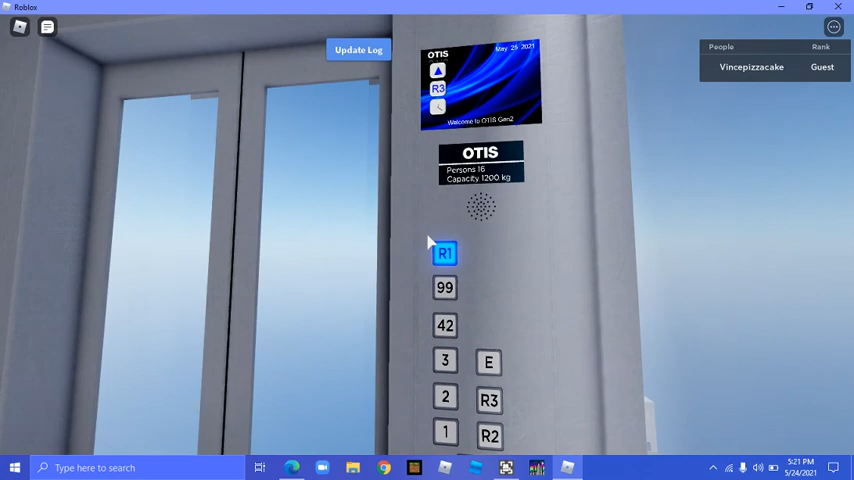 Roblox
Update Log
People Rank
Vincepizzacake Guest
OTIS
May 25 2021
R3
Welcome to OTIS Gen2
OTIS
Persons 16
Capacity 1200 kg
R1
99
42
3 E
2 R3
1 R2
Type here to search
5:21 PM
5/24/2021